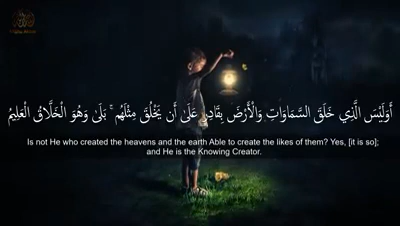 أَوَلَيْسَ الَّذِي خَلَقَ السَّمَاوَاتِ وَالْأَرْضَ بِقَادِرٍ عَلَىٰ أَن يَخْلُقَ مِثْلَهُم ۚ بَلَىٰ وَهُوَ الْخَلَّاقُ الْعَلِيمُ
Is not He who created the heavens and the earth Able to create the likes of them? Yes, [it is so];
and He is the Knowing Creator.